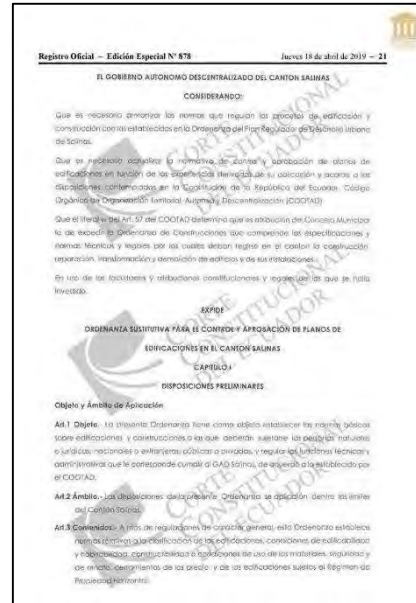 Registro Oficial – Edición Especial Nº 878 Jueves 18 de abril de 2019 – 21
EL GOBIERNO AUTONOMO DESCENTRALIZADO DEL CANTON SALINAS
CONSIDERANDO:
Que es necesario armonizar las normas que regulan los procesos de edificación y
construcción con las establecidas en la Ordenanza del Plan Regulador de Desarrollo Urbano
de Salinas.
Que es necesario actualizar la normativa de control y aprobación de planos de
edificaciones en función de las experiencias derivadas de su aplicación y acorde a las
disposiciones contempladas en la Constitución de la República del Ecuador, Código
Orgánico de Organización Territorial, Autonomía y Descentralización (COOTAD)
Que el literal del Art. 57 del COOTAD determina que es atribución del Concejo Municipal
la de expedir la Ordenanza de Construcciones que comprenda las especificaciones y
normas técnicas y legales por las cuales deban regirse en el cantón la construcción,
reparación, transformación y demolición de edificios y de sus instalaciones.
En uso de las facultades y atribuciones constitucionales y legales de las que se halla
investido.
EXPIDE
ORDENANZA SUSTITUTIVA PARA EL CONTROL Y APROBACIÓN DE PLANOS DE
EDIFICACIONES EN EL CANTÓN SALINAS
CAPITULO I
DISPOSICIONES PRELIMINARES
Objeto y Ámbito de Aplicación
Art.1 Objeto.- La presente Ordenanza tiene como objeto establecer las normas básicas
sobre edificaciones y construcciones a las que deberán sujetarse las personas naturales
o jurídicas, nacionales o extranjeras, públicas o privadas, y regular las funciones técnicas y
administrativas que le corresponde cumplir al GAD Salinas, de acuerdo a lo establecido por
el COOTAD.
Art.2 Ámbito.- Las disposiciones de la presente Ordenanza se aplicarán dentro los límites
del Cantón Salinas.
Art.3 Contenidos.- A más de regulaciones de carácter general, esta Ordenanza establece
normas relativas a la clasificación de las edificaciones, condiciones de edificabilidad
y habitabilidad, constructibilidad o condiciones de uso de los materiales, seguridad y
de ornato, cerramientos de los predios y de las edificaciones sujetas al Régimen de
Propiedad Horizontal.
CORTE
CONSTITUCIONAL
DEL ECUADOR